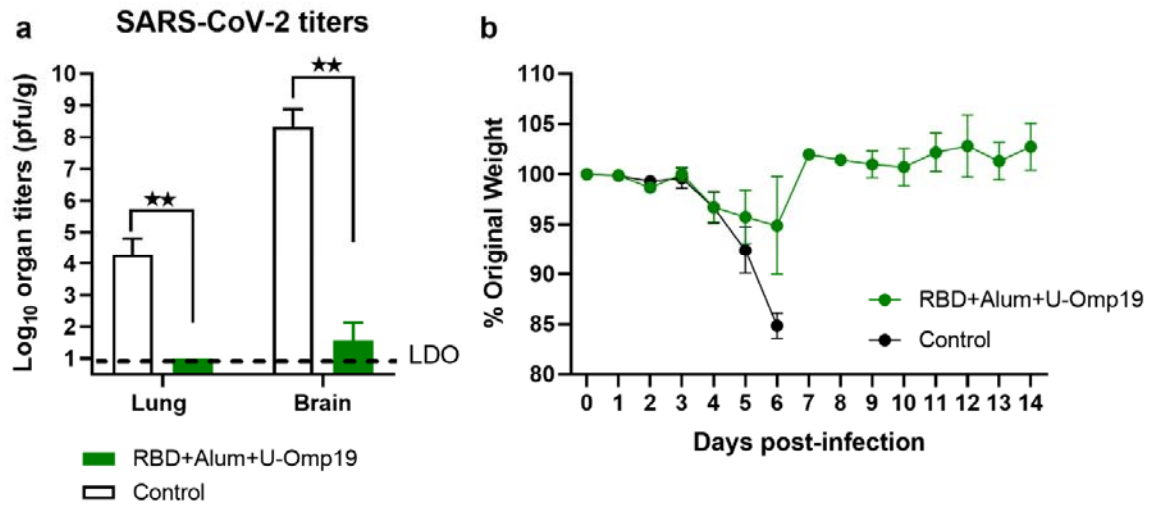 a
SARS-CoV-2 titers
Log10 organ titers (pfu/g)
10
9
8
7
6
5
4
3
2
1
★★
★★
LDO
Lung
Brain
RBD+Alum+U-Omp19
Control
b
% Original Weight
110
105
100
95
90
85
80
RBD+Alum+U-Omp19
Control
0 1 2 3 4 5 6 7 8 9 10 11 12 13 14
Days post-infection